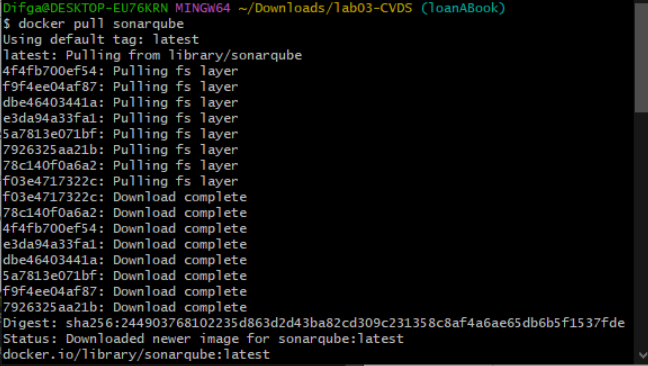 Difga@DESKTOP-EU76KRN MINGW64 ~/Downloads/lab03-CVDS (loanABook)
$ docker pull sonarqube
Using default tag: latest
latest: Pulling from library/sonarqube
4f4fb700ef54: Pulling fs layer
f9f4ee04af87: Pulling fs layer
dbe46403441a: Pulling fs layer
e3da94a33fa1: Pulling fs layer
5a7813e071bf: Pulling fs layer
7926325aa21b: Pulling fs layer
78c140f0a6a2: Pulling fs layer
f03e4717322c: Pulling fs layer
f03e4717322c: Download complete
78c140f0a6a2: Download complete
4f4fb700ef54: Download complete
e3da94a33fa1: Download complete
dbe46403441a: Download complete
5a7813e071bf: Download complete
f9f4ee04af87: Download complete
7926325aa21b: Download complete
Digest: sha256:244903768102235d863d2d43ba82cd309c231358c8af4a6ae65db6b5f1537fde
Status: Downloaded newer image for sonarqube:latest
docker.io/library/sonarqube:latest